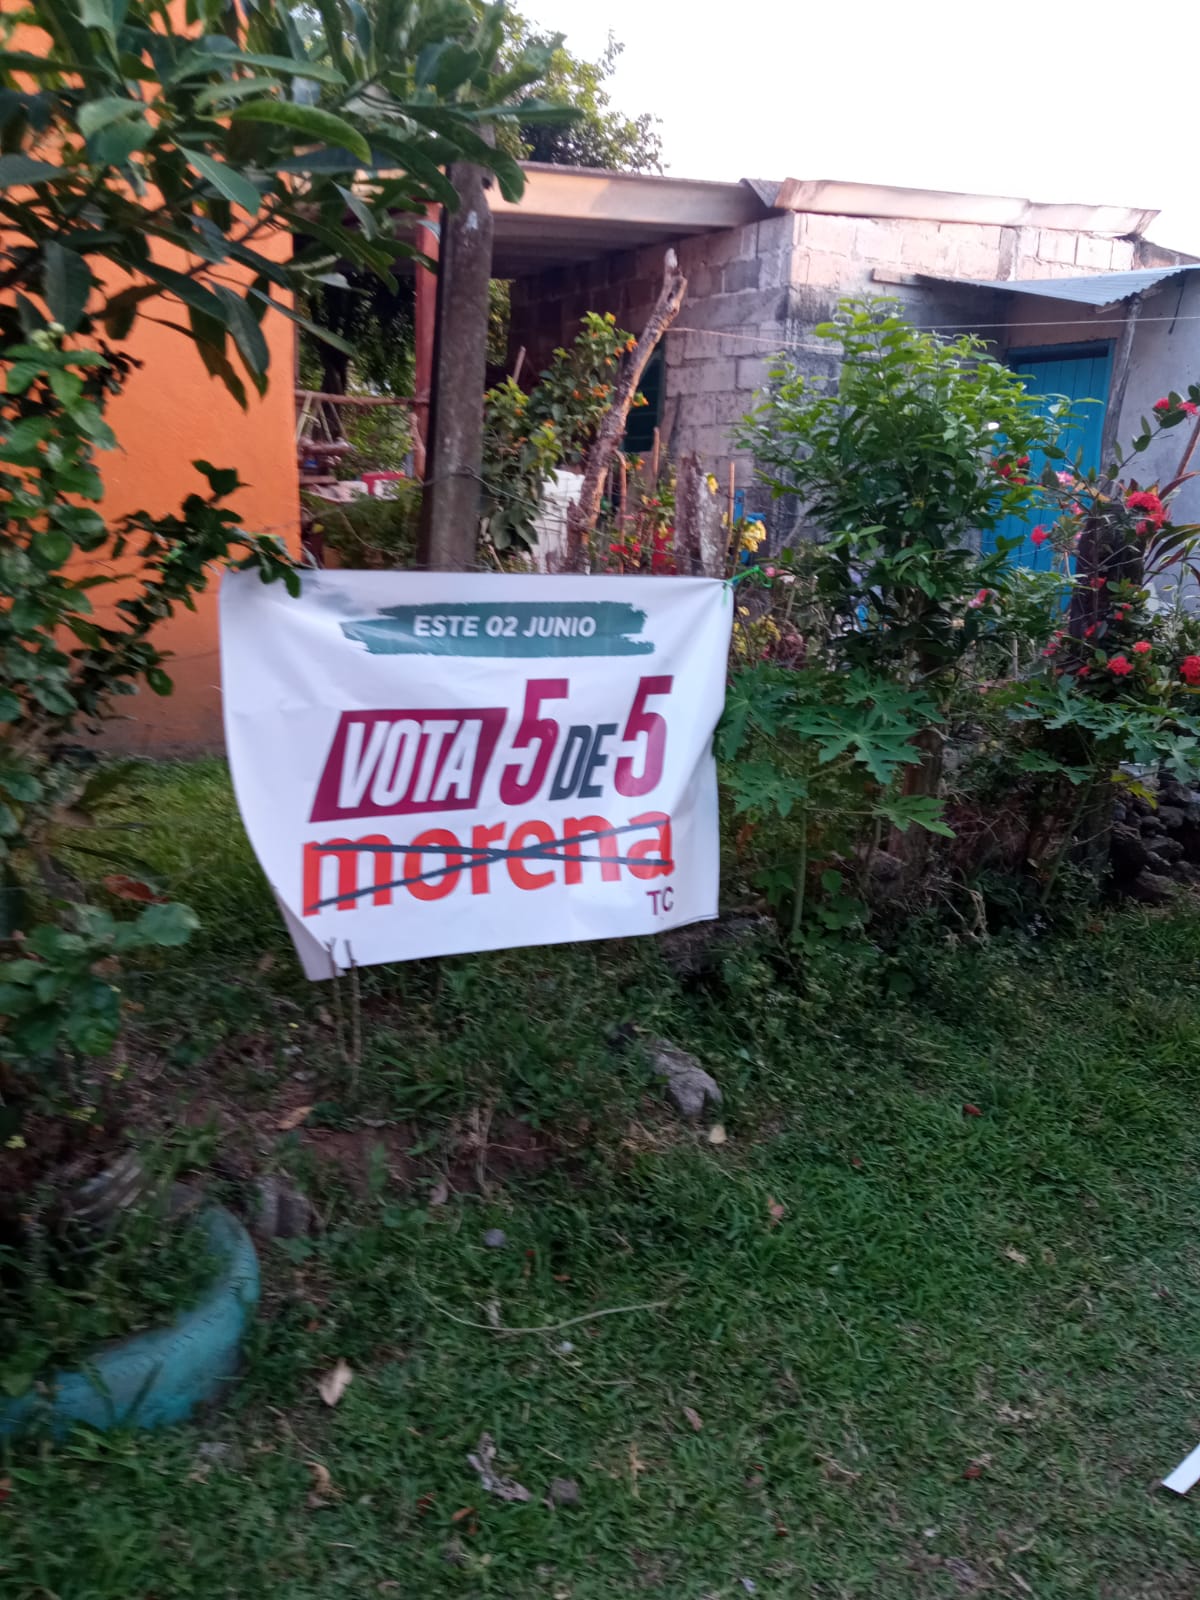 ESTE 02 JUNIO
VOTA 5 DE 5
morena
TC